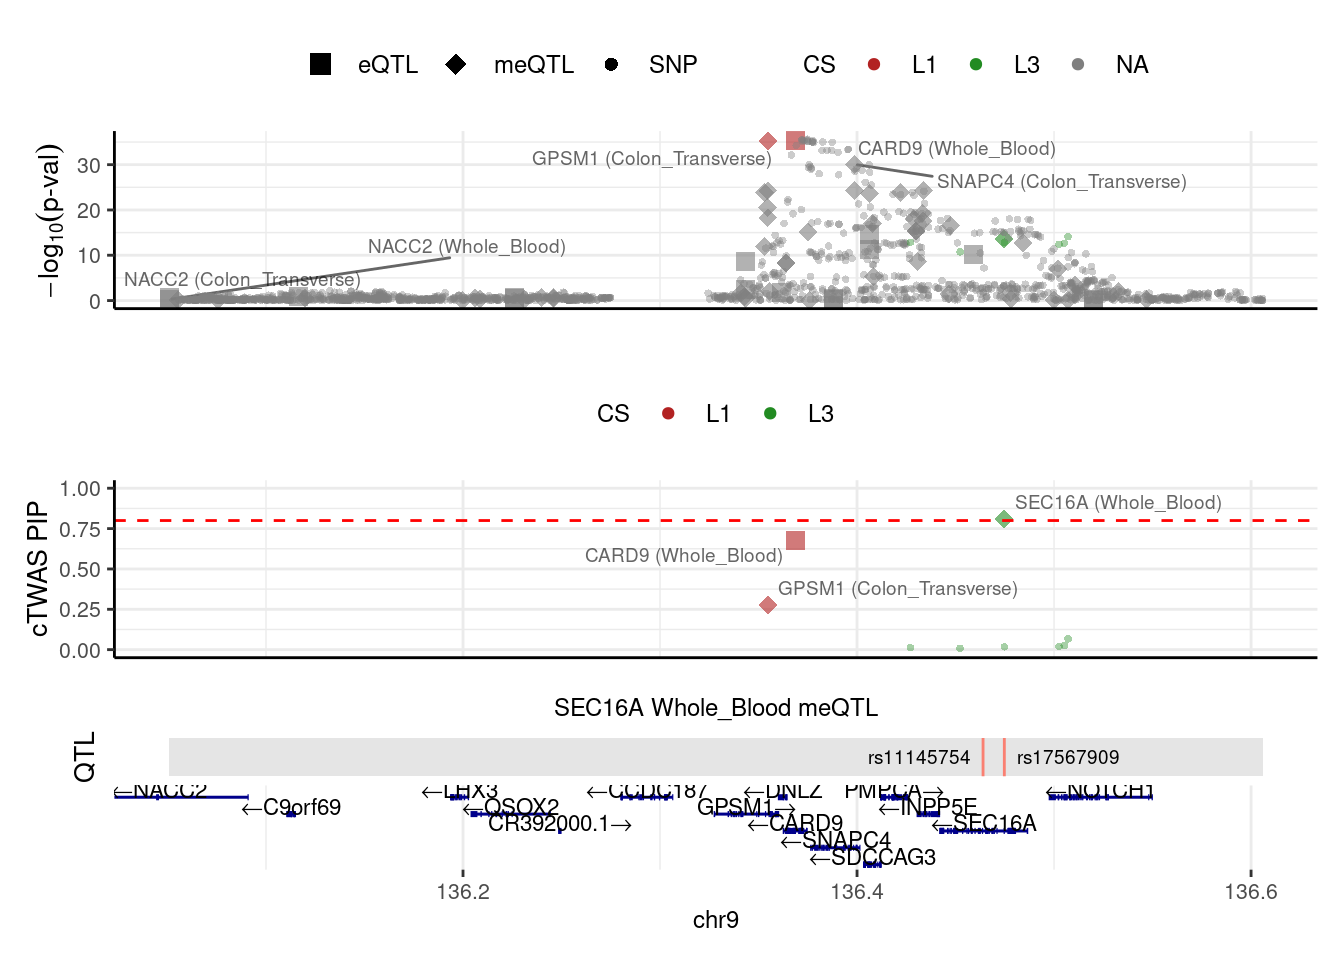 eQTL meQTL SNP CS L1 L3 NA
−log10(p-val)
30
20
10
0
GPSM1 (Colon_Transverse)
CARD9 (Whole_Blood)
SNAPC4 (Colon_Transverse)
NACC2 (Whole_Blood)
NACC2 (Colon_Transverse)
CS L1 L3
cTWAS PIP
1.00
0.75
0.50
0.25
0.00
SEC16A (Whole_Blood)
CARD9 (Whole_Blood)
GPSM1 (Colon_Transverse)
SEC16A Whole_Blood meQTL
QTL
rs11145754 rs17567909
←NACC2 ←LHX3 ←CCDC187 ←DNLZ PMPCA→ ←NOTCH1
←C9orf69 ←QSOX2 GPSM1→ ←INPP5E
CR392000.1→ ←CARD9 ←SEC16A
←SNAPC4
←SDCCAG3
136.2 136.4 136.6
chr9